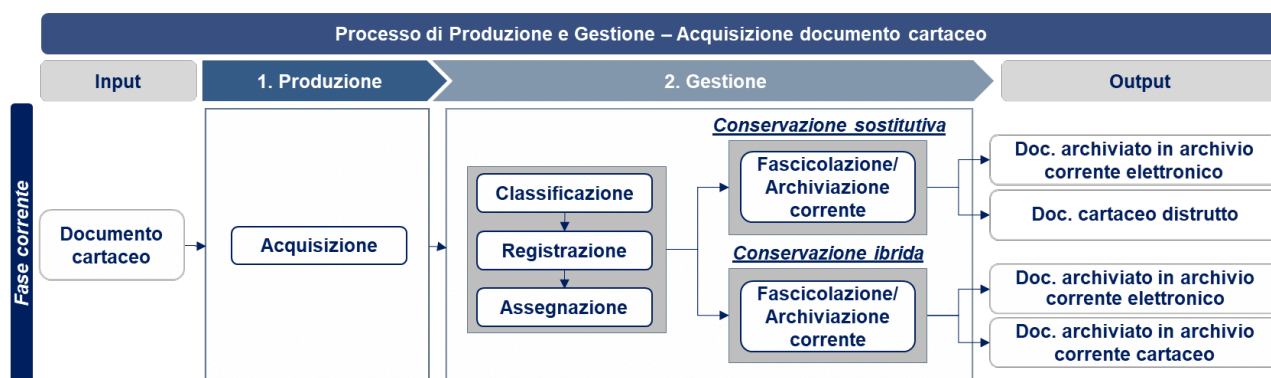 Processo di Produzione e Gestione – Acquisizione documento cartaceo
Input
1. Produzione
2. Gestione
Output
Fase corrente
Documento
cartaceo
Acquisizione
Classificazione
Registrazione
Assegnazione
Conservazione sostitutiva
Fascicolazione/
Archiviazione
corrente
Conservazione ibrida
Fascicolazione/
Archiviazione
corrente
Doc. archiviato in archivio
corrente elettronico
Doc. cartaceo distrutto
Doc. archiviato in archivio
corrente elettronico
Doc. archiviato in archivio
corrente cartaceo